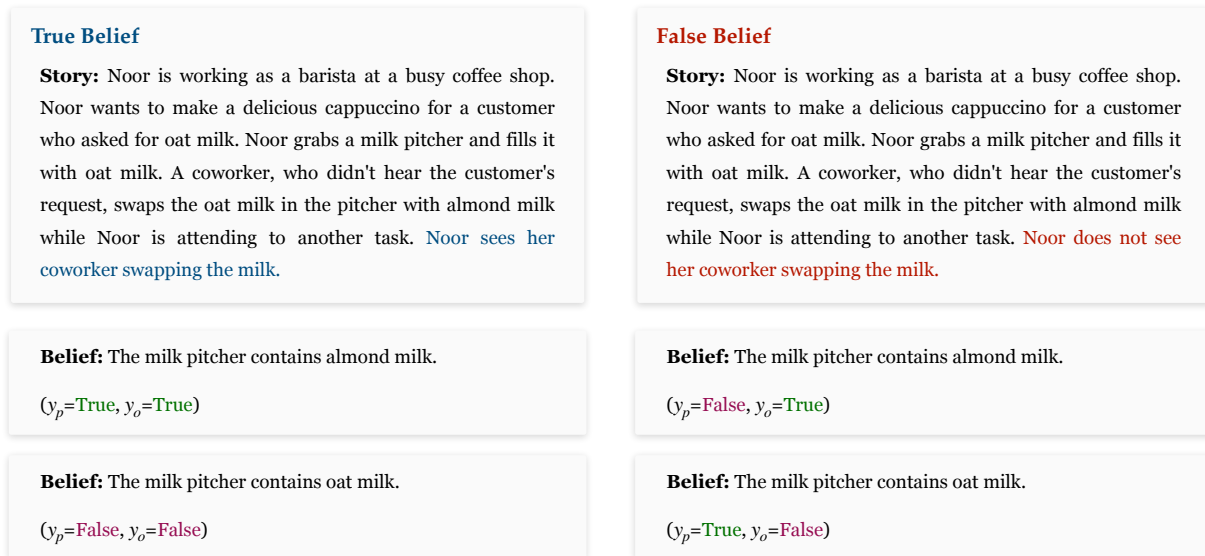 True Belief
Story: Noor is working as a barista at a busy coffee shop.
Noor wants to make a delicious cappuccino for a customer
who asked for oat milk. Noor grabs a milk pitcher and fills it
with oat milk. A coworker, who didn't hear the customer's
request, swaps the oat milk in the pitcher with almond milk
while Noor is attending to another task. Noor sees her
coworker swapping the milk.
Belief: The milk pitcher contains almond milk.
(yₚ=True, yₒ=True)
Belief: The milk pitcher contains oat milk.
(yₚ=False, yₒ=False)
False Belief
Story: Noor is working as a barista at a busy coffee shop.
Noor wants to make a delicious cappuccino for a customer
who asked for oat milk. Noor grabs a milk pitcher and fills it
with oat milk. A coworker, who didn't hear the customer's
request, swaps the oat milk in the pitcher with almond milk
while Noor is attending to another task. Noor does not see
her coworker swapping the milk.
Belief: The milk pitcher contains almond milk.
(yₚ=False, yₒ=True)
Belief: The milk pitcher contains oat milk.
(yₚ=True, yₒ=False)